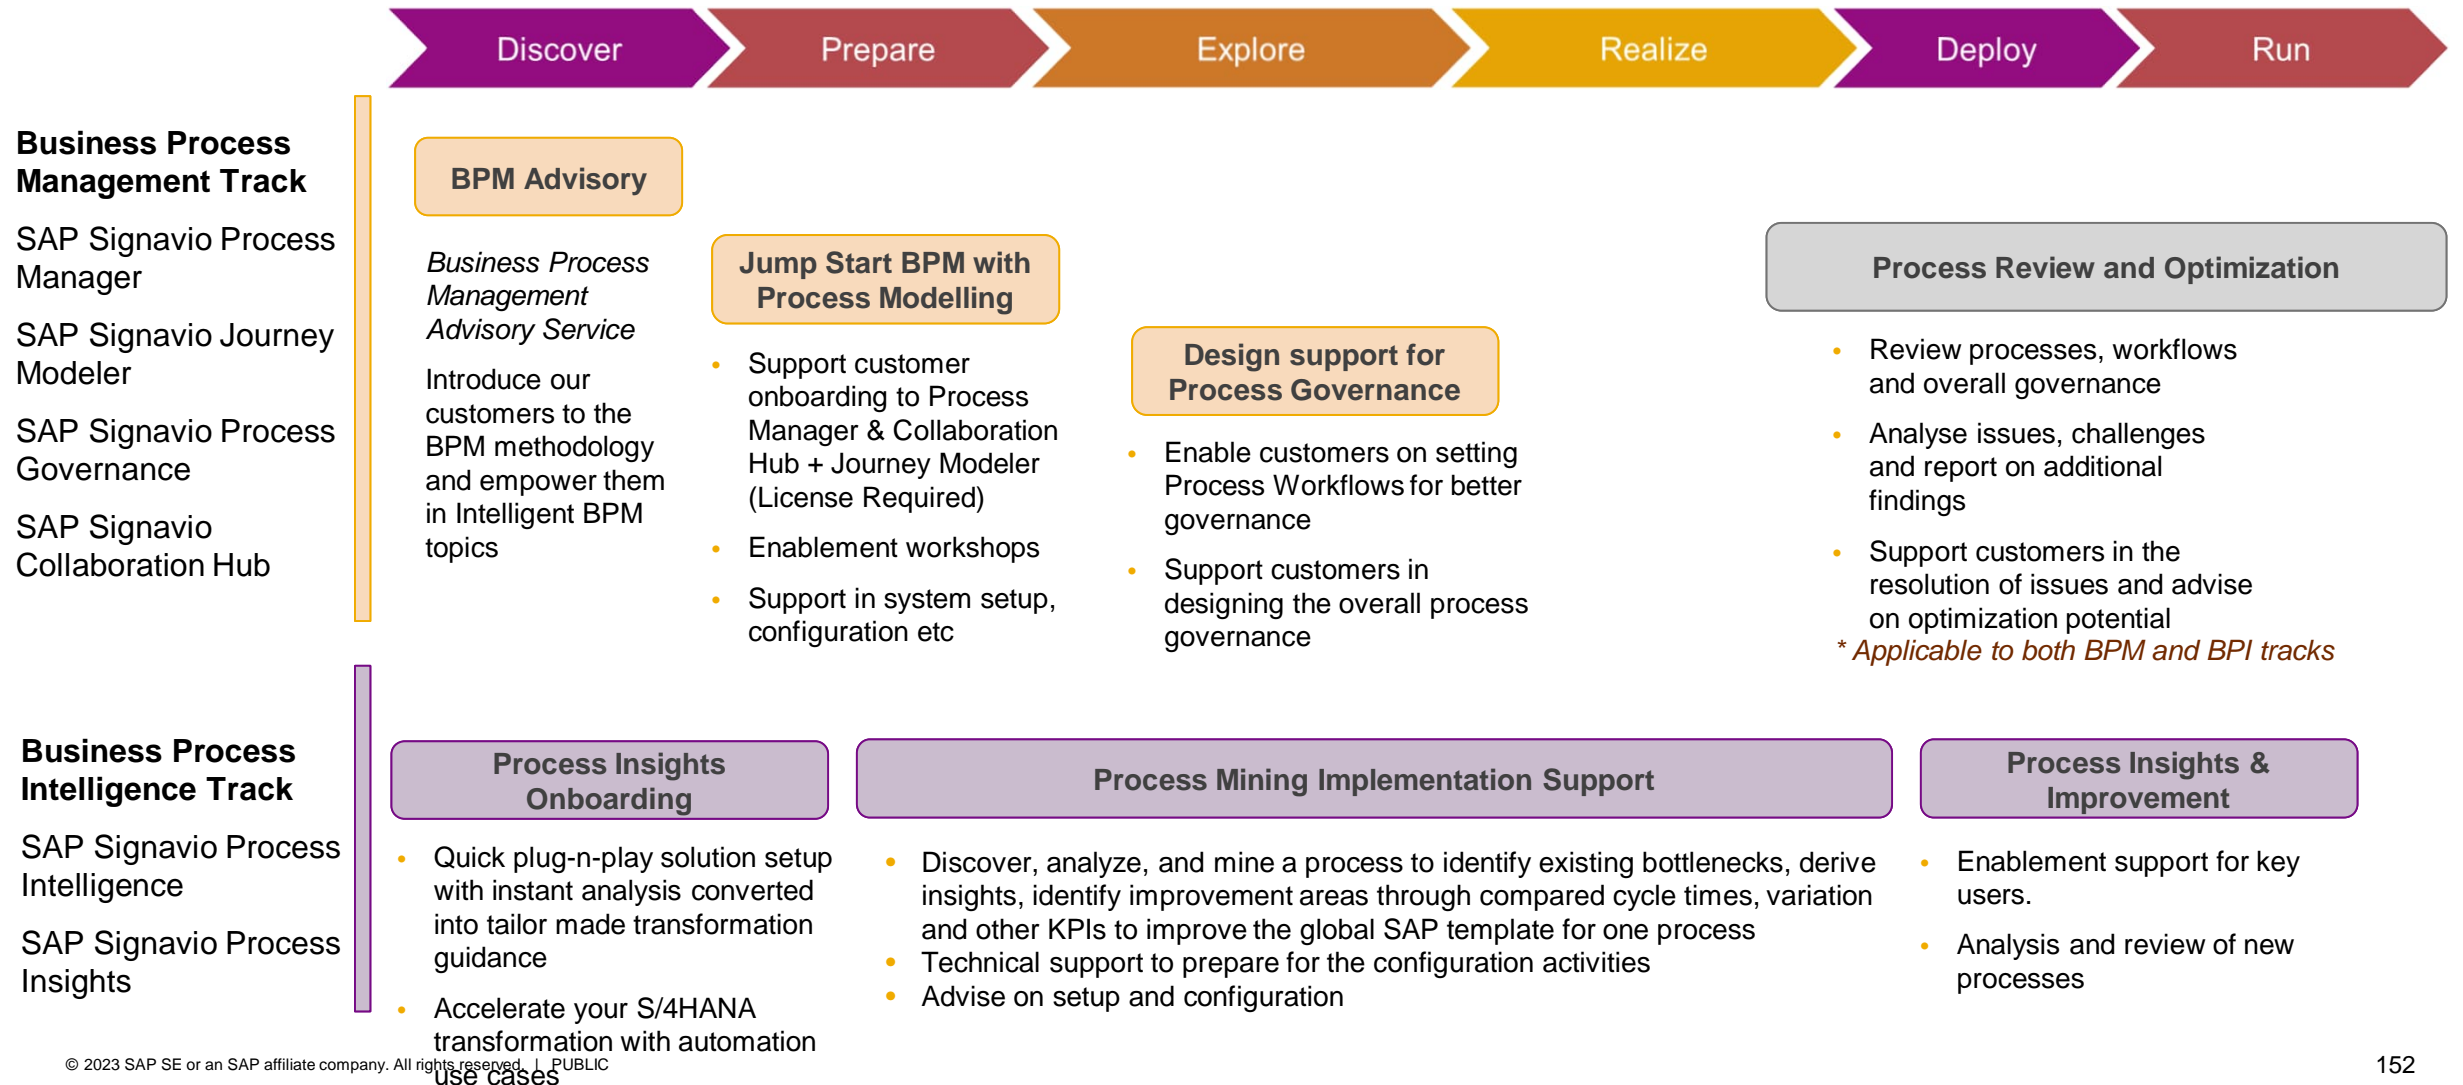 Discover
Prepare
Explore
Realize
Deploy
Run
Business Process
Management Track
SAP Signavio Process
Manager
SAP Signavio Journey
Modeler
SAP Signavio Process
Governance
SAP Signavio
Collaboration Hub
BPM Advisory
Business Process
Management
Advisory Service
Introduce our
customers to the
BPM methodology
and empower them
in Intelligent BPM
topics
Jump Start BPM with
Process Modelling
• Support customer
onboarding to Process
Manager & Collaboration
Hub + Journey Modeler
(License Required)
• Enablement workshops
• Support in system setup,
configuration etc
Design support for
Process Governance
• Enable customers on setting
Process Workflows for better
governance
• Support customers in
designing the overall process
governance
Process Review and Optimization
• Review processes, workflows
and overall governance
• Analyse issues, challenges
and report on additional
findings
• Support customers in the
resolution of issues and advise
on optimization potential
* Applicable to both BPM and BPI tracks
Business Process
Intelligence Track
SAP Signavio Process
Intelligence
SAP Signavio Process
Insights
Process Insights
Onboarding
• Quick plug-n-play solution setup
with instant analysis converted
into tailor made transformation
guidance
• Accelerate your S/4HANA
transformation with automation
use cases
Process Mining Implementation Support
• Discover, analyze, and mine a process to identify existing bottlenecks, derive
insights, identify improvement areas through compared cycle times, variation
and other KPIs to improve the global SAP template for one process
• Technical support to prepare for the configuration activities
• Advise on setup and configuration
Process Insights &
Improvement
• Enablement support for key
users.
• Analysis and review of new
processes
© 2023 SAP SE or an SAP affiliate company. All rights reserved. | PUBLIC
152